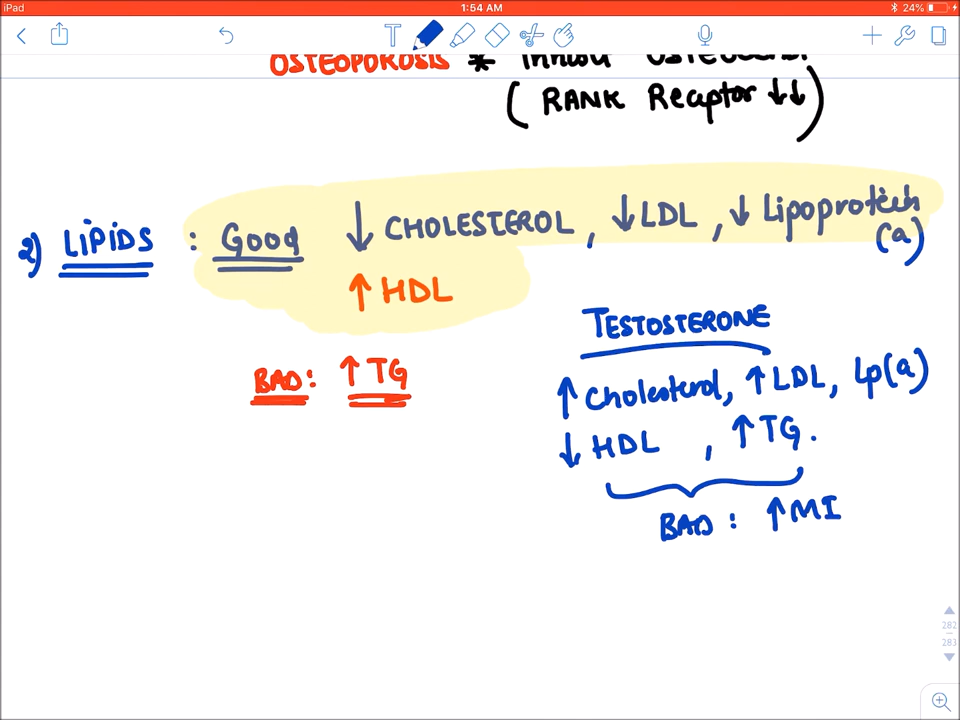 iPad 1:54 AM 24%
OSTEOPOROSIS *
( RANK Receptor ↓↓)
2) LIPIDS : Good ↓ CHOLESTEROL, ↓ LDL, ↓ Lipoprotein (a)
↑ HDL
BAD: ↑ TG
TESTOSTERONE
↑ Cholesterol, ↑ LDL, Lp(a)
↓ HDL, ↑ TG.
BAD: ↑ MI
282
283